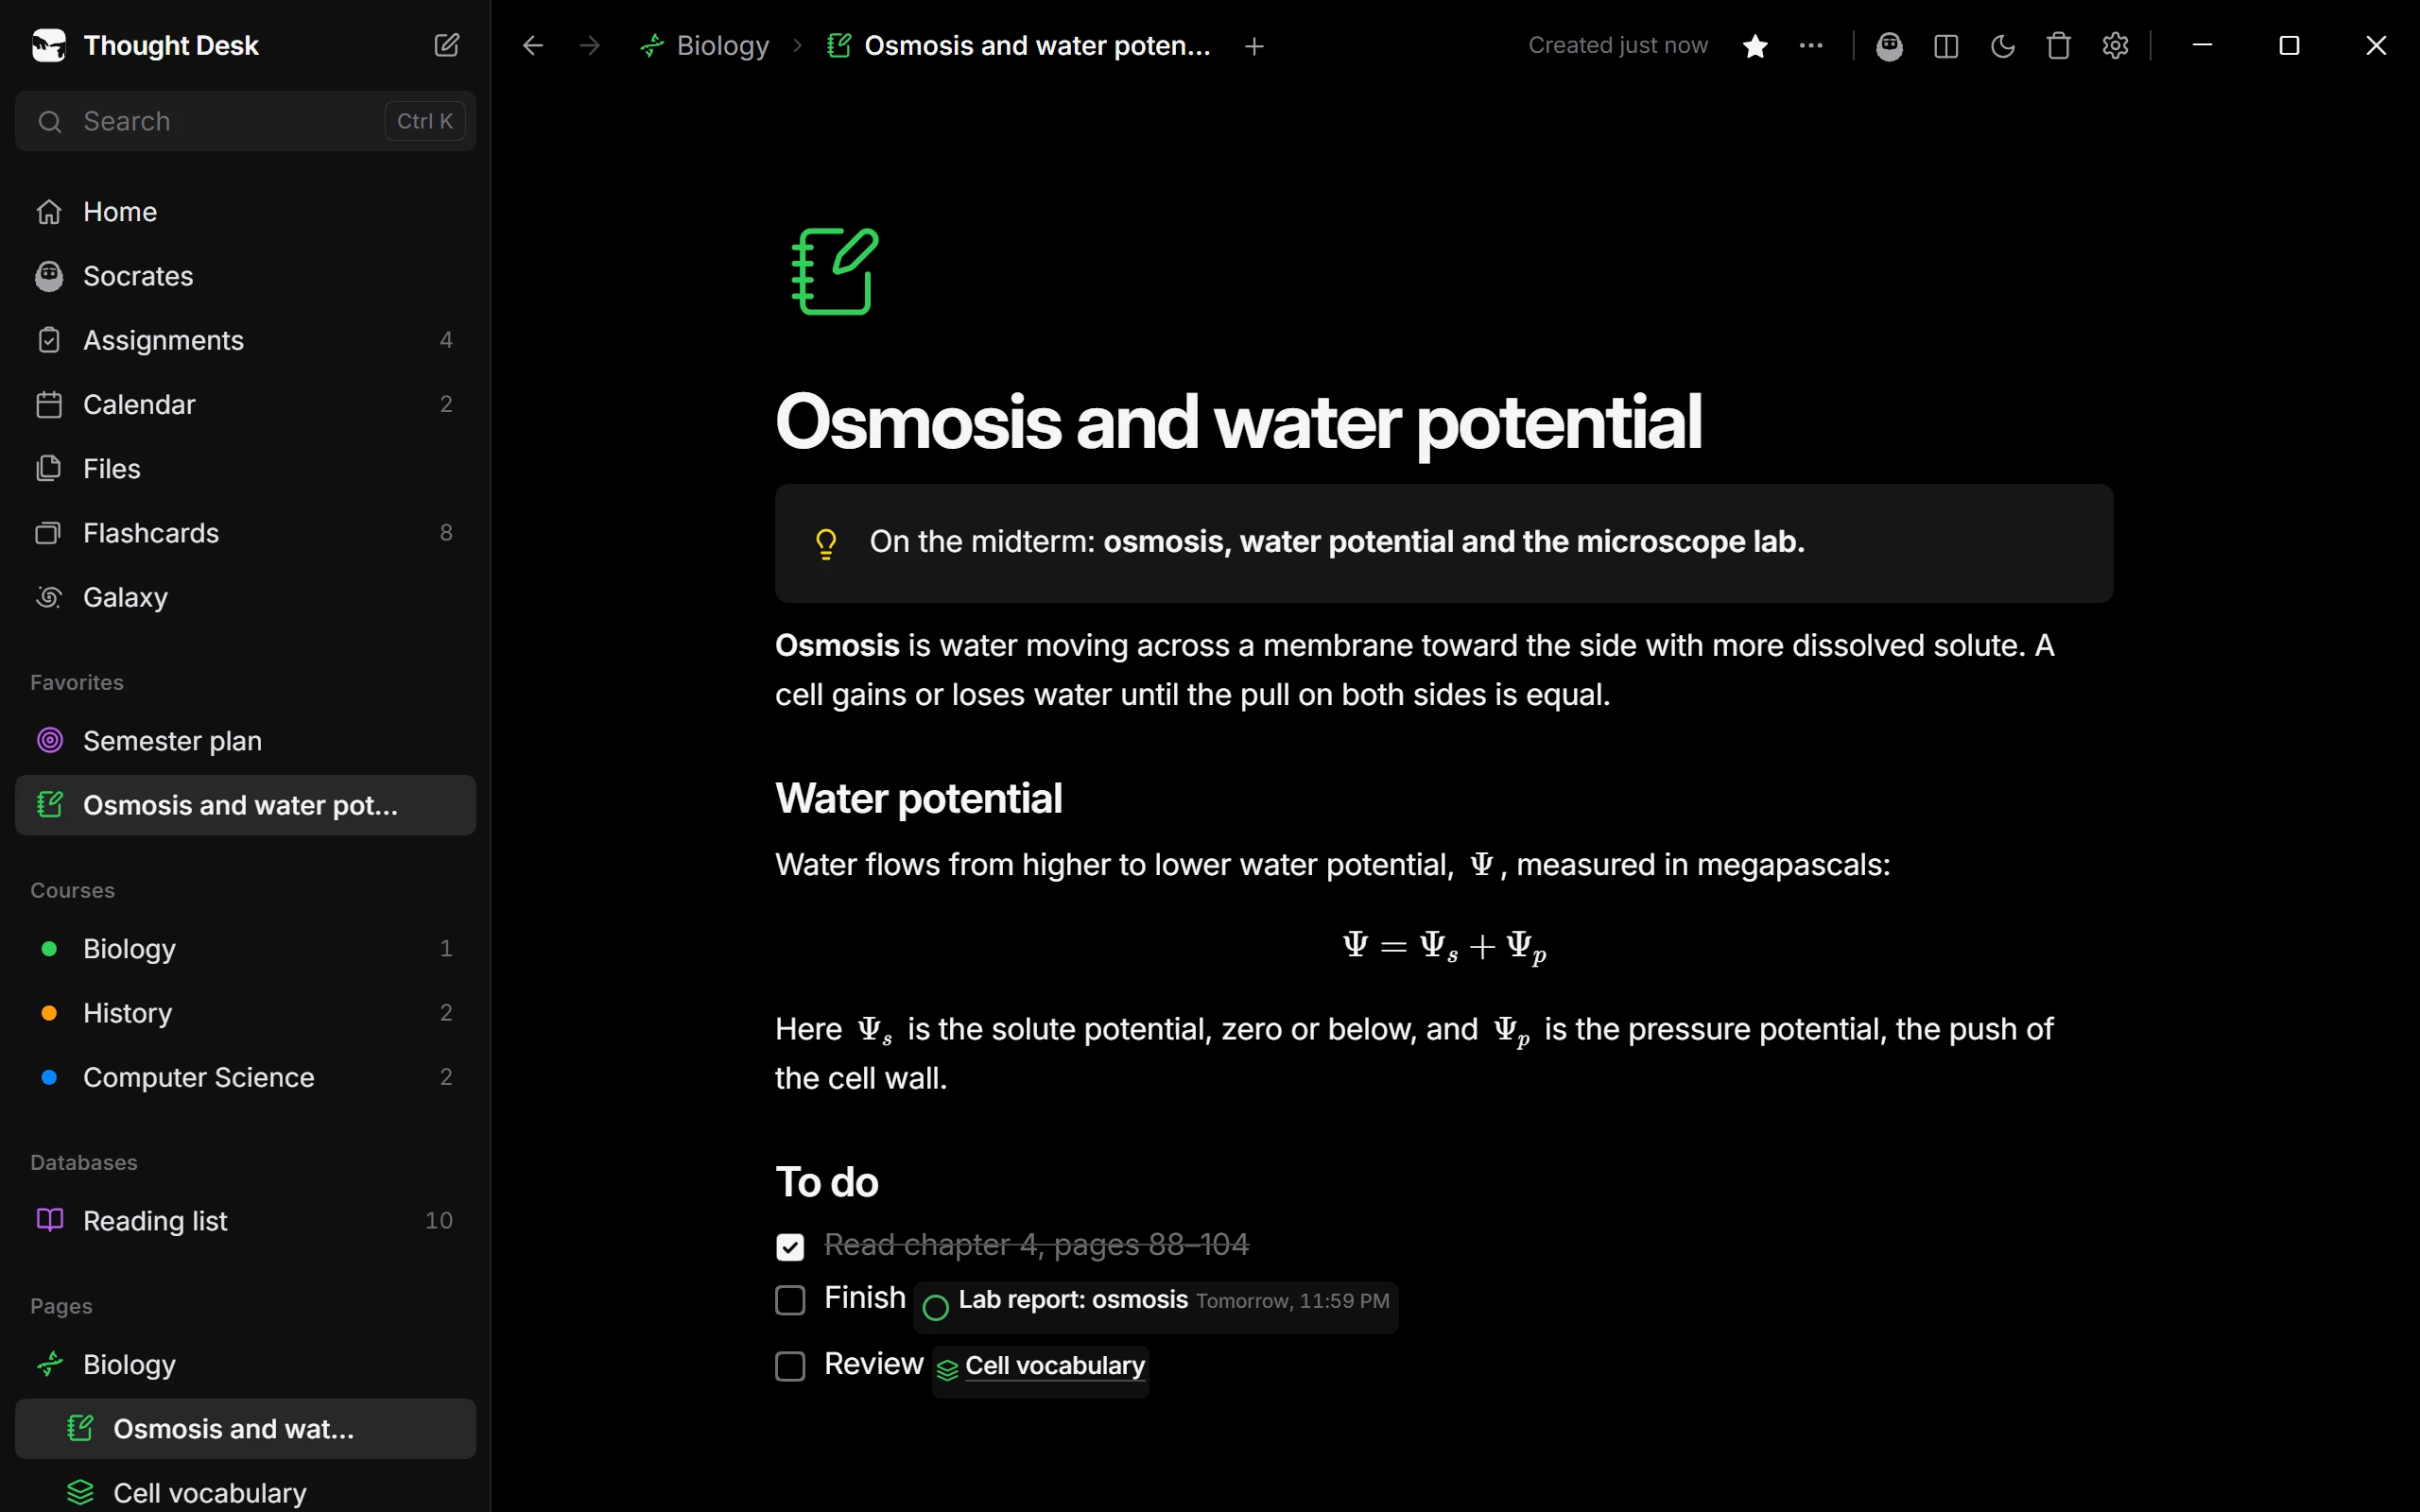 Thought Desk
Search
Ctrl K
Home
Socrates
Assignments 4
Calendar 2
Files
Flashcards 8
Galaxy
Favorites
Semester plan
Osmosis and water pot...
Courses
Biology 1
History 2
Computer Science 2
Databases
Reading list 10
Pages
Biology
Osmosis and wat...
Cell vocabulary
Biology
Osmosis and water poten...
Created just now
Osmosis and water potential
On the midterm: osmosis, water potential and the microscope lab.
Osmosis is water moving across a membrane toward the side with more dissolved solute. A
cell gains or loses water until the pull on both sides is equal.
Water potential
Water flows from higher to lower water potential, Ψ, measured in megapascals:
Ψ = Ψs + Ψp
Here Ψs is the solute potential, zero or below, and Ψp is the pressure potential, the push of
the cell wall.
To do
Read chapter 4, pages 88–104
Finish Lab report: osmosis Tomorrow, 11:59 PM
Review Cell vocabulary